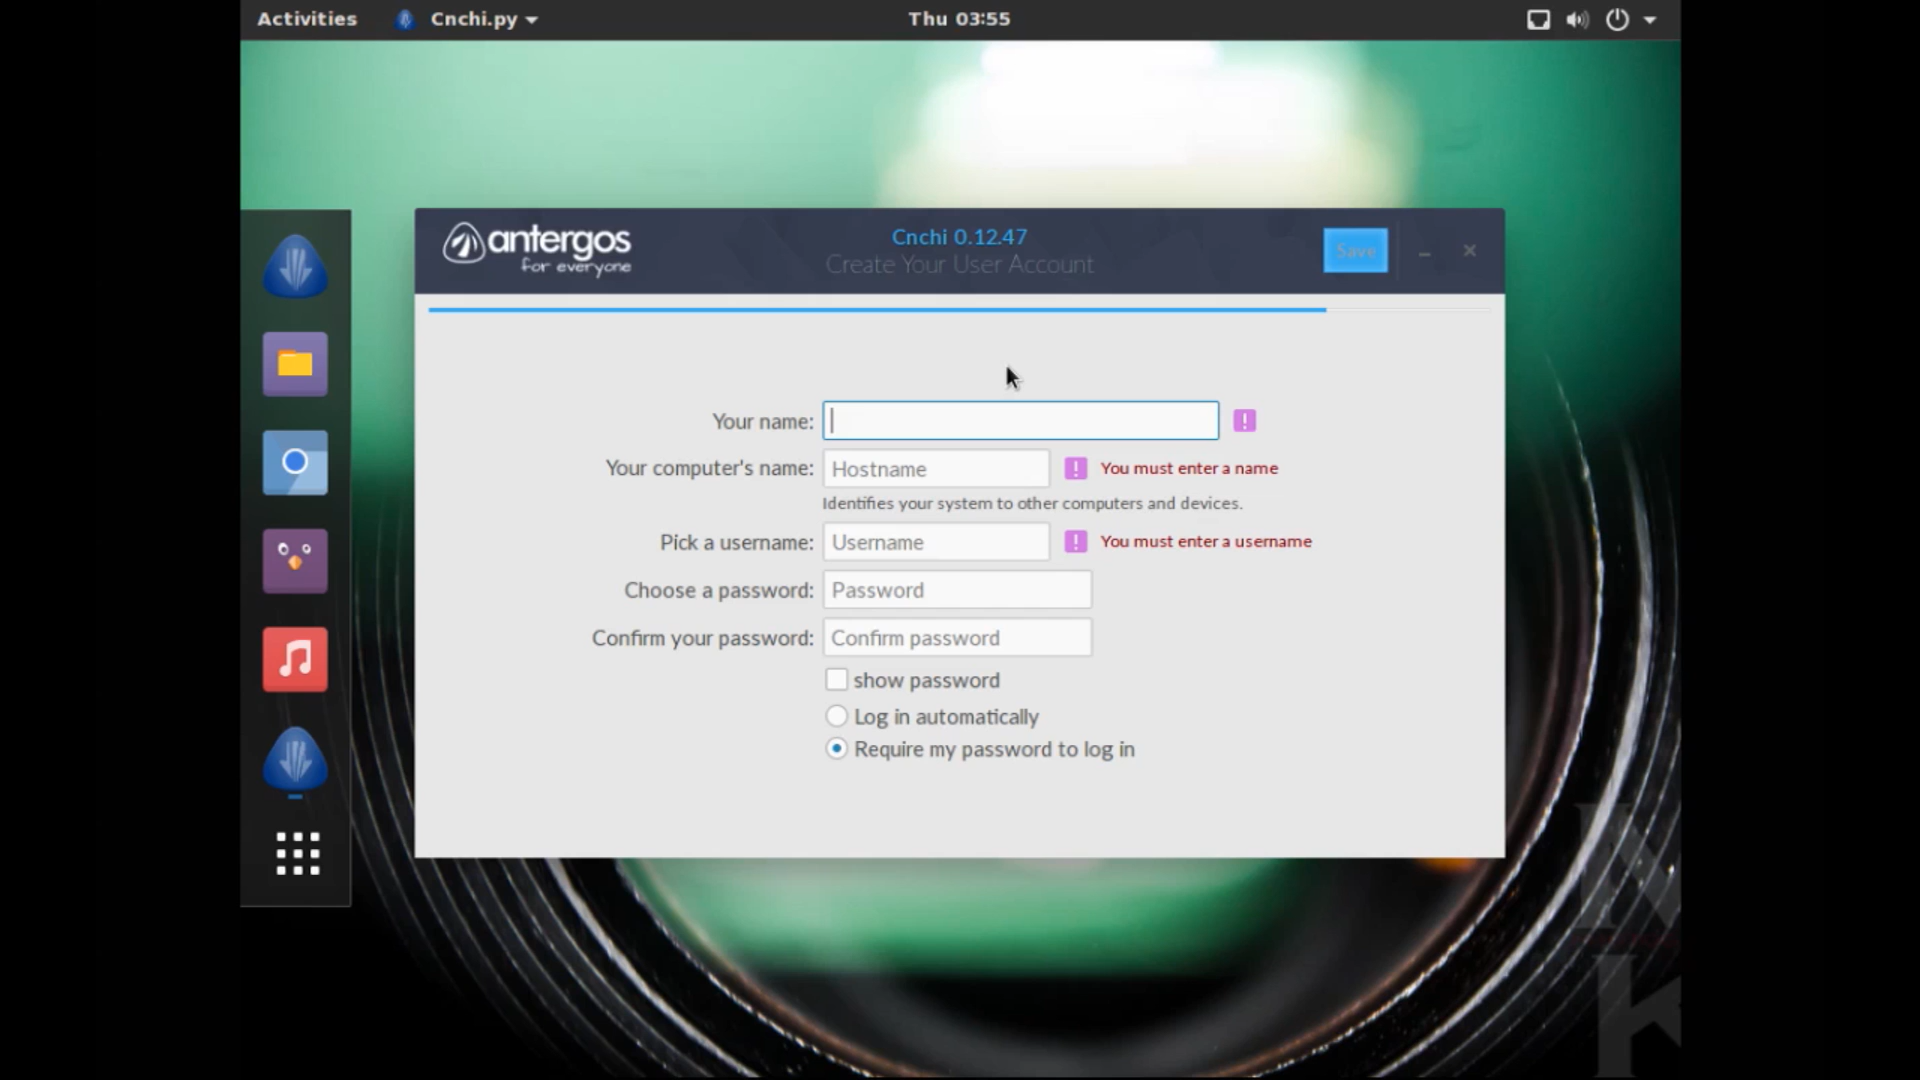 Activities
Cnchi.py
Thu 03:55
antergos
for everyone
Cnchi 0.12.47
Create Your User Account
Save
Your name:
Your computer's name: Hostname ! You must enter a name
Identifies your system to other computers and devices.
Pick a username: Username ! You must enter a username
Choose a password: Password
Confirm your password: Confirm password
show password
Log in automatically
Require my password to log in